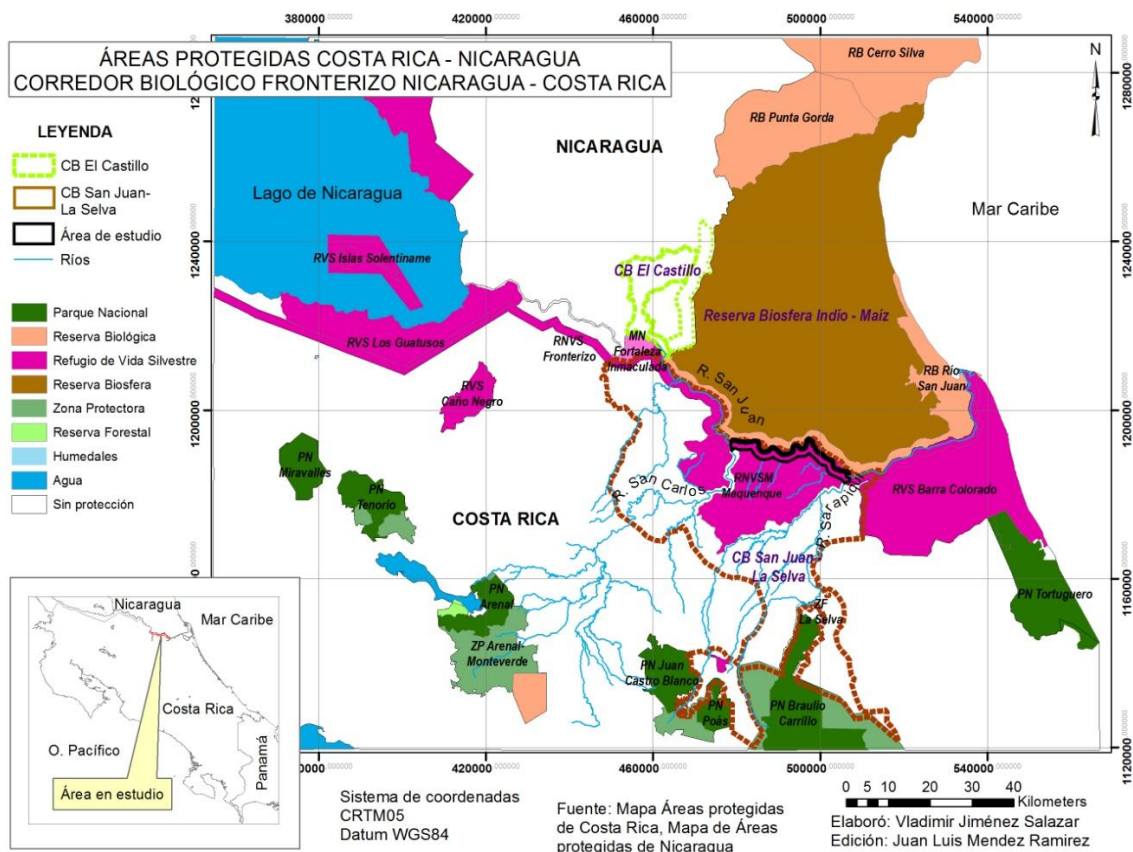 380000
420000
460000
500000
540000
ÁREAS PROTEGIDAS COSTA RICA - NICARAGUA
CORREDOR BIOLÓGICO FRONTERIZO NICARAGUA - COSTA RICA
N
LEYENDA
CB El Castillo
CB San Juan-
La Selva
Área de estudio
Ríos
Parque Nacional
Reserva Biológica
Refugio de Vida Silvestre
Reserva Biosfera
Zona Protectora
Reserva Forestal
Humedales
Agua
Sin protección
RB Cerro Silva
RB Punta Gorda
NICARAGUA
Lago de Nicaragua
Mar Caribe
RVS Islas Solentiname
CB El Castillo
Reserva Biosfera Indio - Maiz
RVS Los Guatusos
RNVS
Fronterizo
MN
Fortaleza
Inmaculada
R. San Juan
RB Rio
San Juan
RVS
Caño Negro
PN
Miravalles
PN
Tenorio
R. San Carlos
RNVSM
Maquenque
R. Sarapiquí
RVS Barra Colorado
COSTA RICA
CB San Juan-
La Selva
PN
Arenal
ZP
La Selva
PN Tortuguero
ZP Arenal-
Monteverde
PN Juan
Castro Blanco
PN
Poás
PN Braulio
Carrillo
1280000
1240000
1240000
1200000
1200000
1160000
1120000
420000
460000
500000
540000
Nicaragua
Mar Caribe
Costa Rica
O. Pacífico
Panamá
Área en estudio
Sistema de coordenadas
CRTM05
Datum WGS84
Fuente: Mapa Áreas protegidas
de Costa Rica, Mapa de Áreas
protegidas de Nicaragua
0 5 10 20 30 40
Kilometers
Elaboró: Vladimir Jiménez Salazar
Edición: Juan Luis Mendez Ramirez